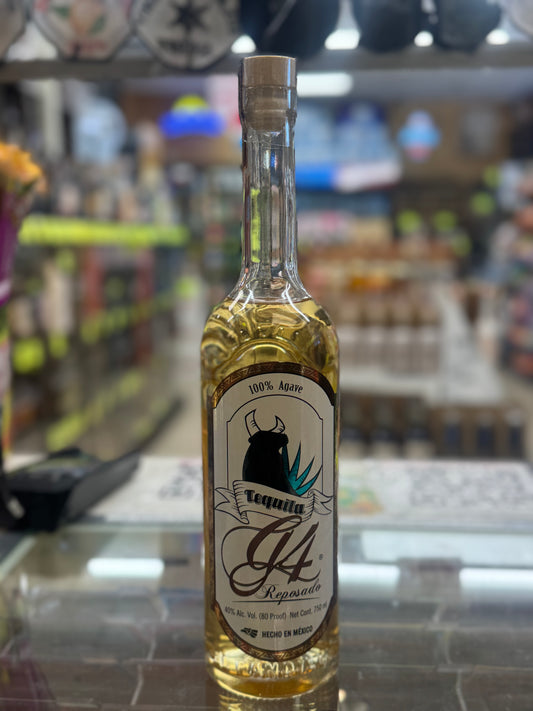 100% Agave
Tequila
G4®
Reposado
40% Alc. Vol. (80 Proof) Net Cont. 750 ml
HECHO EN MÉXICO